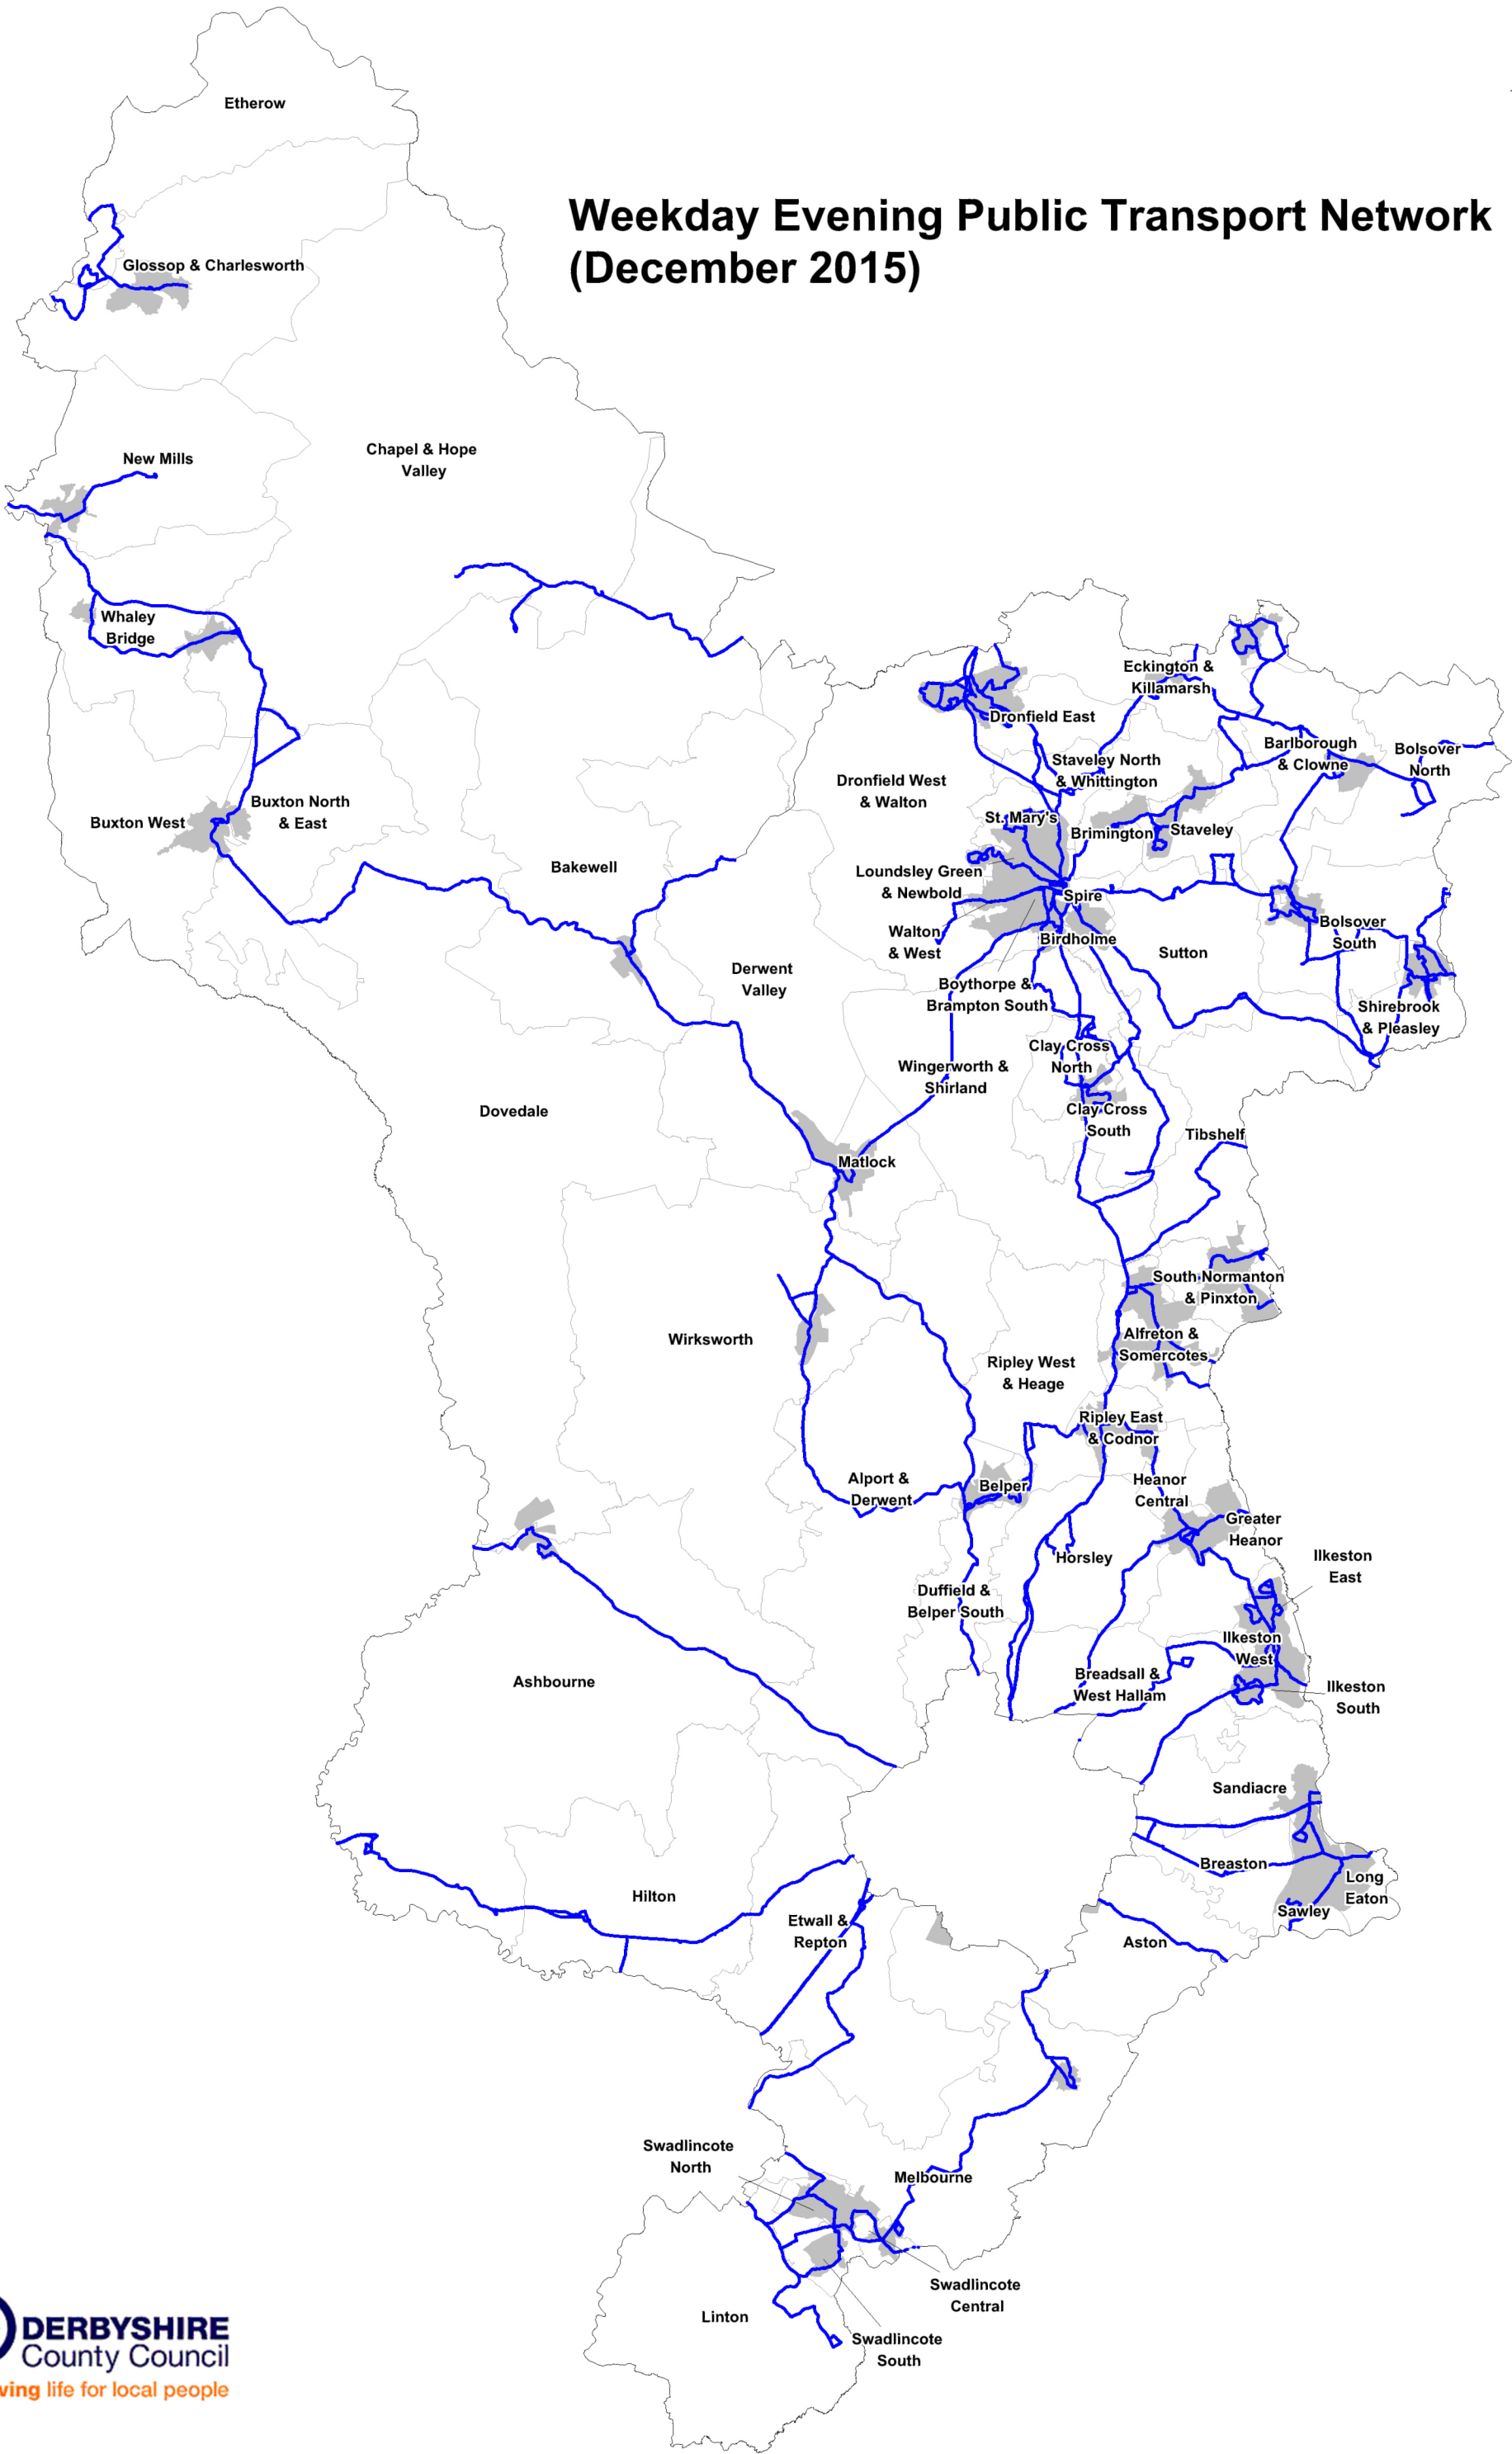 Etherow
Weekday Evening Public Transport Network
(December 2015)
Glossop & Charlesworth
New Mills
Chapel & Hope
Valley
Whaley
Bridge
Eckington &
Killamarsh
Dronfield East
Staveley North
& Whittington
Barlborough
& Clowne
Bolsover
North
Dronfield West
& Walton
Buxton North
& East
Buxton West
St. Mary's
Brimington
Staveley
Bakewell
Loundsley Green
& Newbold
Spire
Walton
& West
Birdholme
Bolsover
South
Sutton
Derwent
Valley
Boythorpe &
Brampton South
Shirebrook
& Pleasley
Clay Cross
North
Wingerworth &
Shirland
Dovedale
Clay Cross
South
Tibshelf
Matlock
South Normanton
& Pinxton
Wirksworth
Alfreton &
Somercotes
Ripley West
& Heage
Ripley East
& Codnor
Alport &
Derwent
Belper
Heanor
Central
Greater
Heanor
Horsley
Ilkeston
East
Duffield &
Belper South
Ilkeston
West
Ashbourne
Breadsall &
West Hallam
Ilkeston
South
Sandiacre
Breaston
Long
Eaton
Hilton
Sawley
Etwall &
Repton
Aston
Swadlincote
North
Melbourne
Swadlincote
Central
Linton
Swadlincote
South
DERBYSHIRE
County Council
ving life for local people